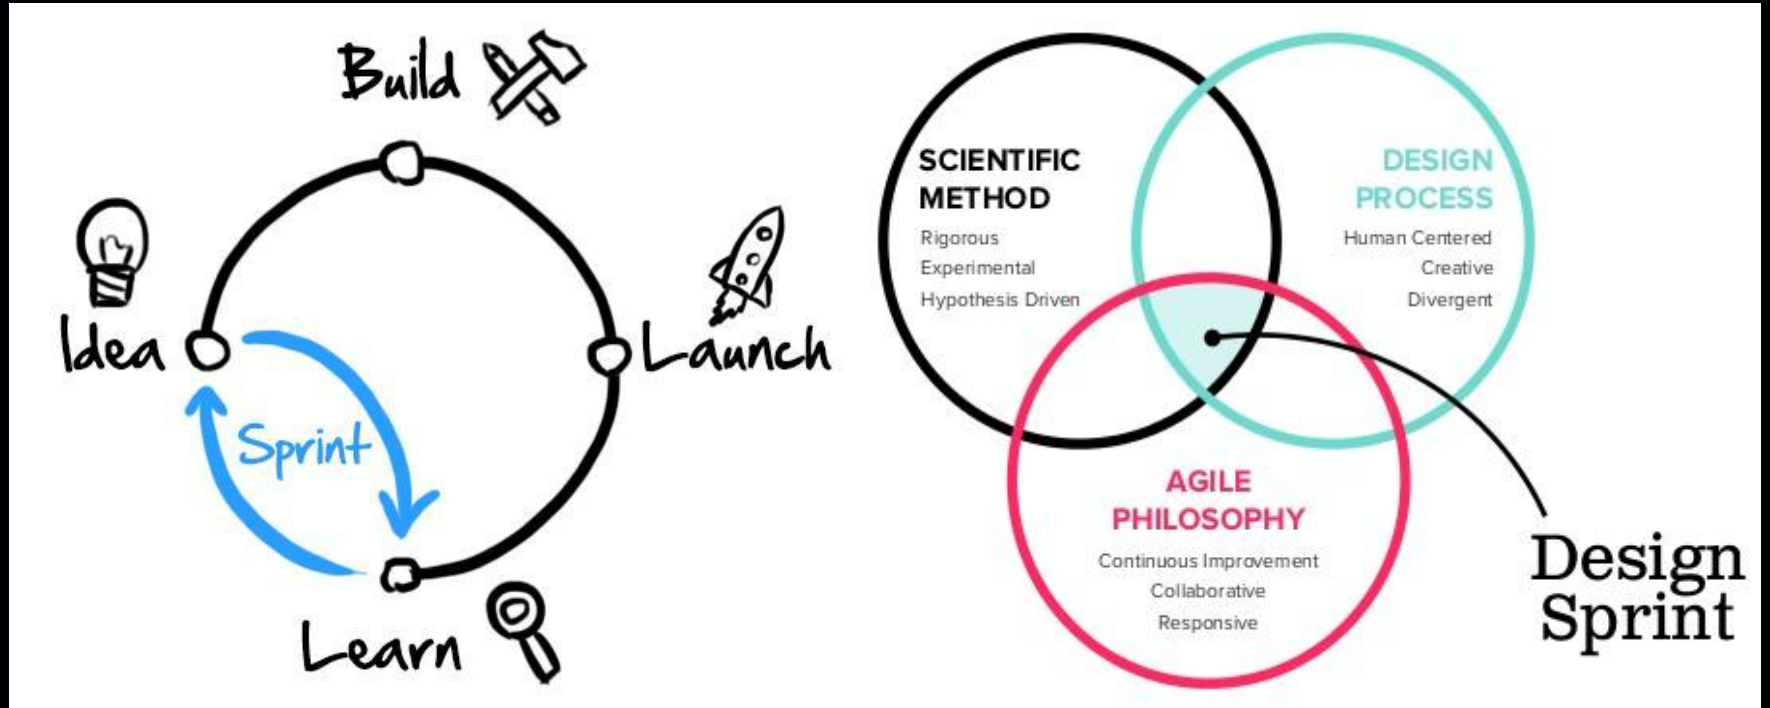 Build
Idea
Launch
Sprint
Learn
SCIENTIFIC
METHOD
Rigorous
Experimental
Hypothesis Driven
DESIGN
PROCESS
Human Centered
Creative
Divergent
AGILE
PHILOSOPHY
Continuous Improvement
Collaborative
Responsive
Design
Sprint